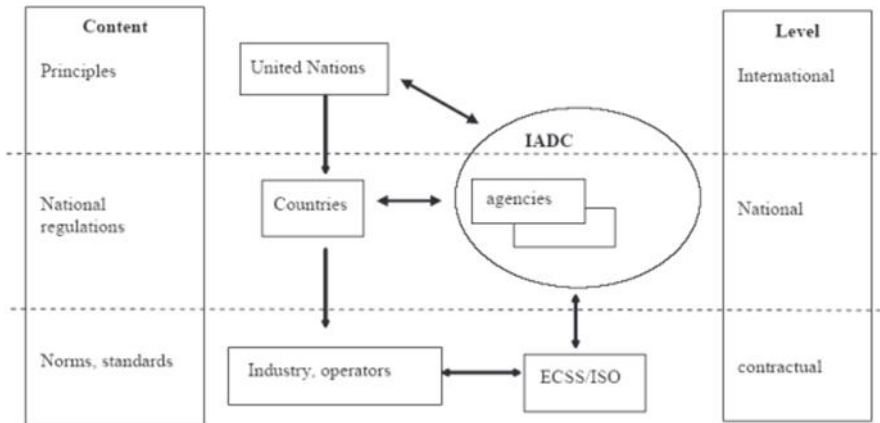 Content
Principles
National
regulations
Norms, standards
United Nations
IADC
Countries
agencies
Industry, operators
ECSS/ISO
Level
International
National
contractual